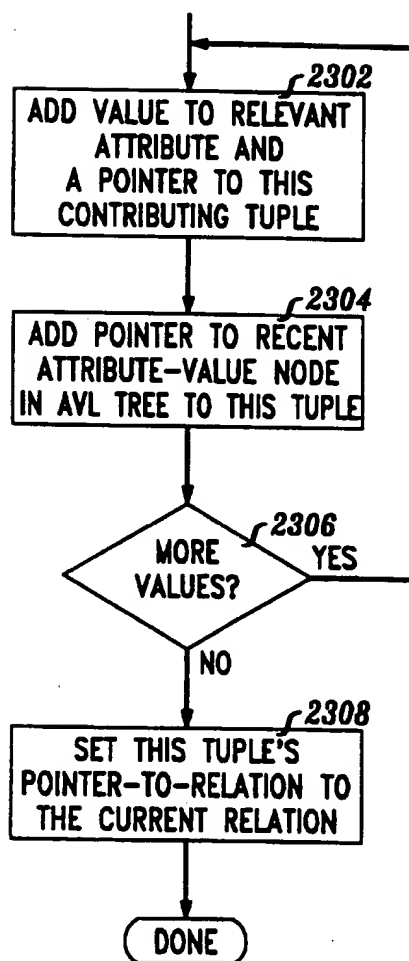 2302
ADD VALUE TO RELEVANT
ATTRIBUTE AND
A POINTER TO THIS
CONTRIBUTING TUPLE
2304
ADD POINTER TO RECENT
ATTRIBUTE-VALUE NODE
IN AVL TREE TO THIS TUPLE
2306
MORE
VALUES?
YES
NO
2308
SET THIS TUPLE'S
POINTER-TO-RELATION TO
THE CURRENT RELATION
DONE